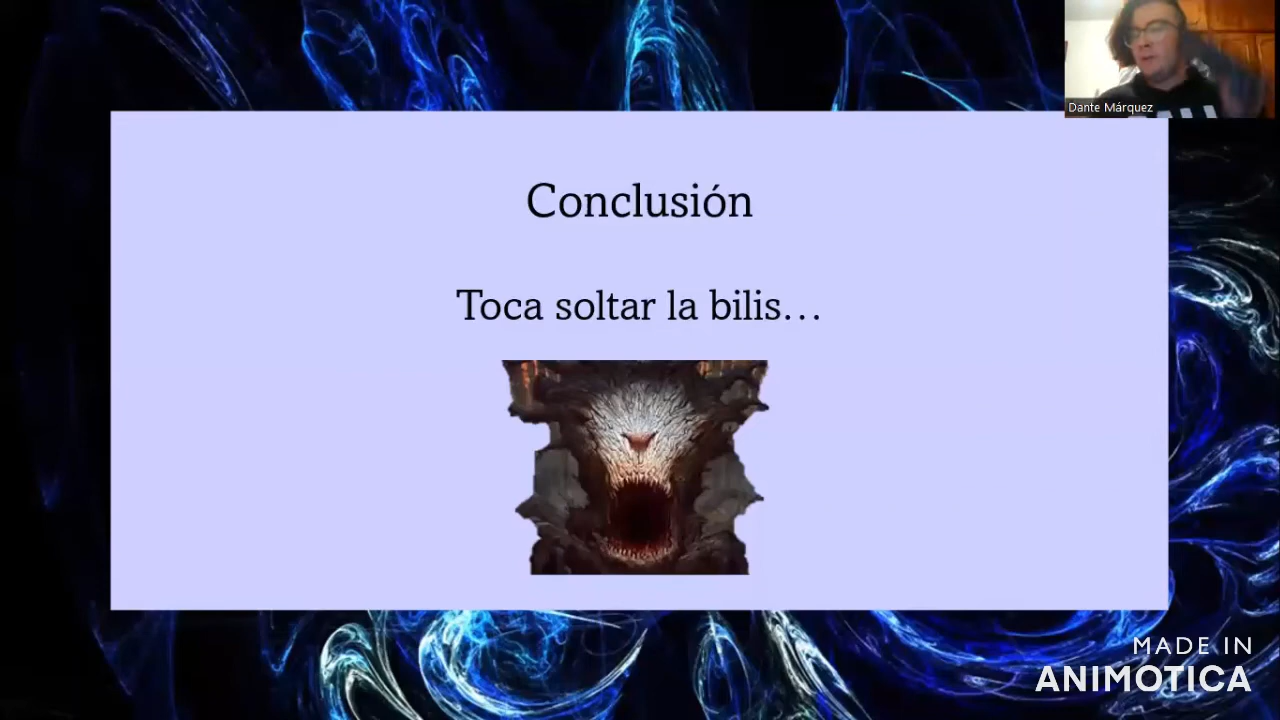 Dante Márquez
Conclusión
Toca soltar la bilis...
MADE IN
ANIMOTICA